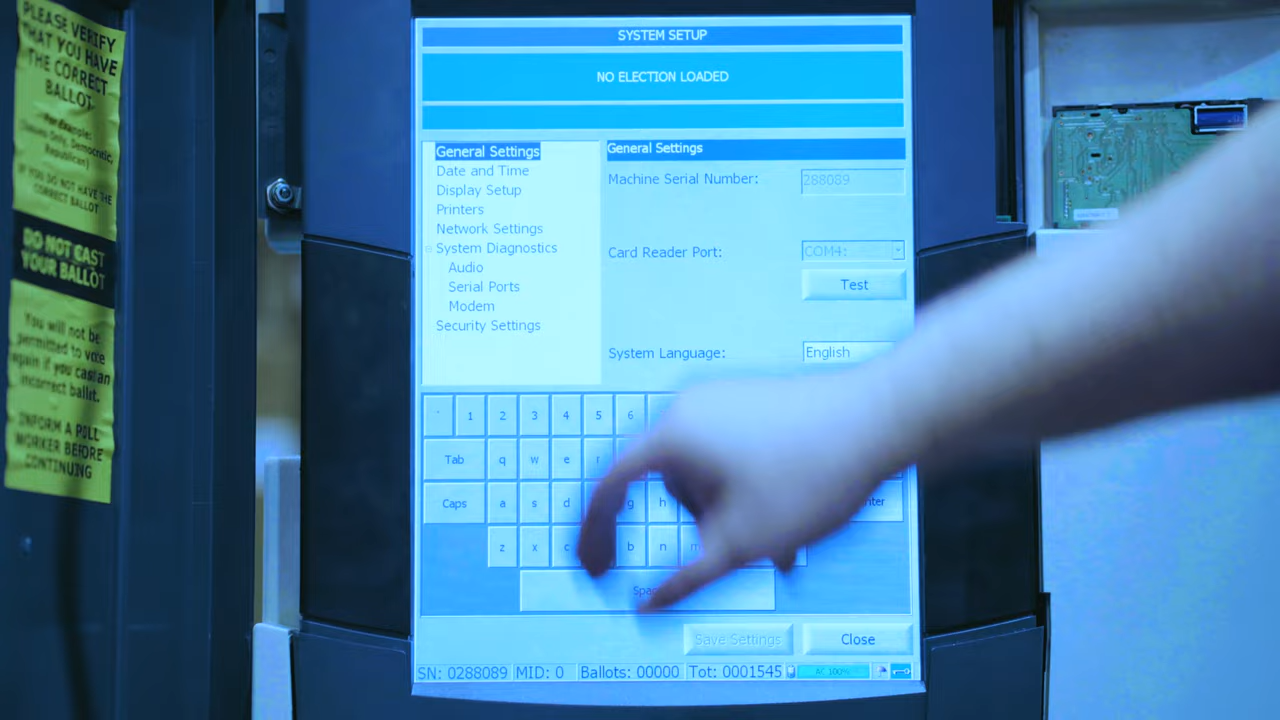 PLEASE VERIFY
THAT YOU HAVE
THE CORRECT
BALLOT.
For Example:
Only, Democratic,
Republican)
IF YOU DO NOT HAVE THE
CORRECT BALLOT
DO NOT CAST
YOUR BALLOT
You will not be
permitted to vote
again if you cast an
incorrect ballot.
INFORM A POLL
WORKER BEFORE
CONTINUING
SYSTEM SETUP
NO ELECTION LOADED
General Settings
Date and Time
Display Setup
Printers
Network Settings
System Diagnostics
Audio
Serial Ports
Modem
Security Settings
General Settings
Machine Serial Number: 288089
Card Reader Port: COM4:
Test
System Language: English
` 1 2 3 4 5 6
Tab q w e r
Caps a s d g h
z x c b n m
Save Settings Close
SN: 0288089 MID: 0 Ballots: 00000 Tot: 0001545 AC 100%